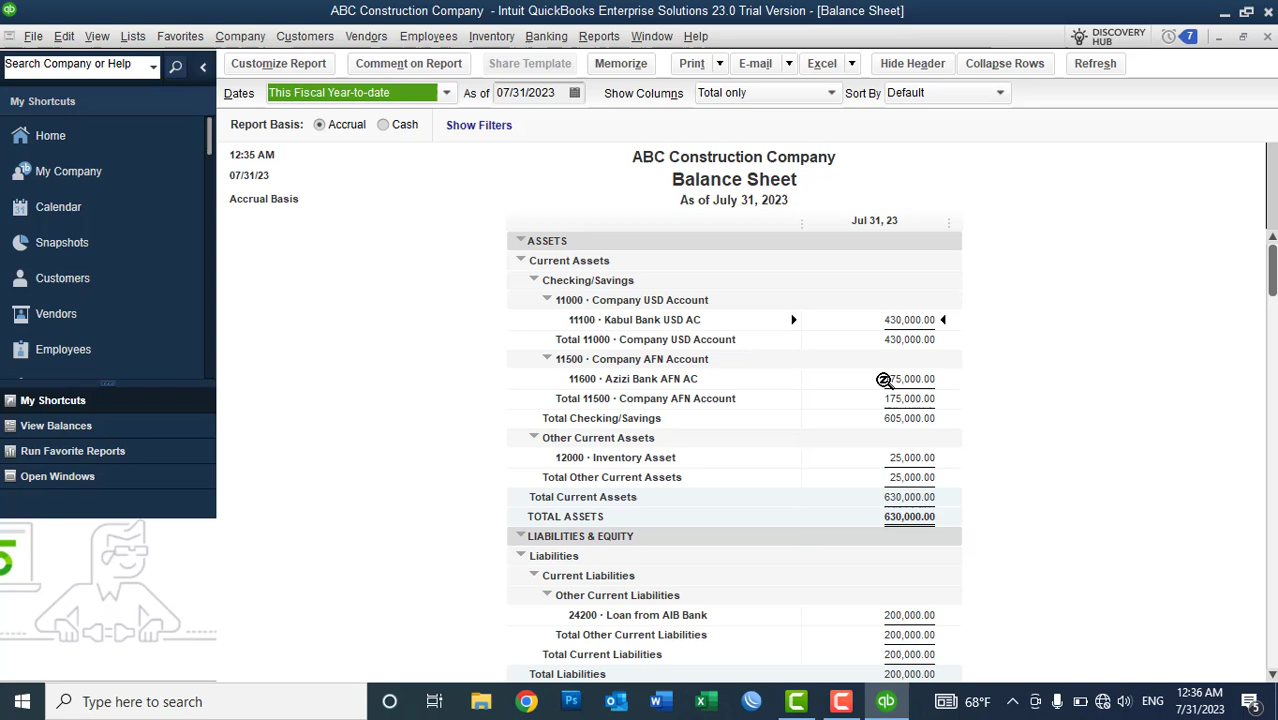 ABC Construction Company - Intuit QuickBooks Enterprise Solutions 23.0 Trial Version - [Balance Sheet]
File Edit View Lists Favorites Company Customers Vendors Employees Inventory Banking Reports Window Help
DISCOVERY HUB 7
Search Company or Help
Customize Report Comment on Report Share Template Memorize Print E-mail Excel Hide Header Collapse Rows Refresh
Dates This Fiscal Year-to-date As of 07/31/2023 Show Columns Total only Sort By Default
Report Basis: Accrual Cash Show Filters
My Shortcuts
Home
My Company
Calendar
Snapshots
Customers
Vendors
Employees
My Shortcuts
View Balances
Run Favorite Reports
Open Windows
5
12:35 AM
07/31/23
Accrual Basis
ABC Construction Company
Balance Sheet
As of July 31, 2023
Jul 31, 23
ASSETS
Current Assets
Checking/Savings
11000 · Company USD Account
11100 · Kabul Bank USD AC 430,000.00
Total 11000 · Company USD Account 430,000.00
11500 · Company AFN Account
11600 · Azizi Bank AFN AC 75,000.00
Total 11500 · Company AFN Account 175,000.00
Total Checking/Savings 605,000.00
Other Current Assets
12000 · Inventory Asset 25,000.00
Total Other Current Assets 25,000.00
Total Current Assets 630,000.00
TOTAL ASSETS 630,000.00
LIABILITIES & EQUITY
Liabilities
Current Liabilities
Other Current Liabilities
24200 · Loan from AIB Bank 200,000.00
Total Other Current Liabilities 200,000.00
Total Current Liabilities 200,000.00
Total Liabilities 200,000.00
Type here to search
68°F ENG
12:36 AM
7/31/2023
5